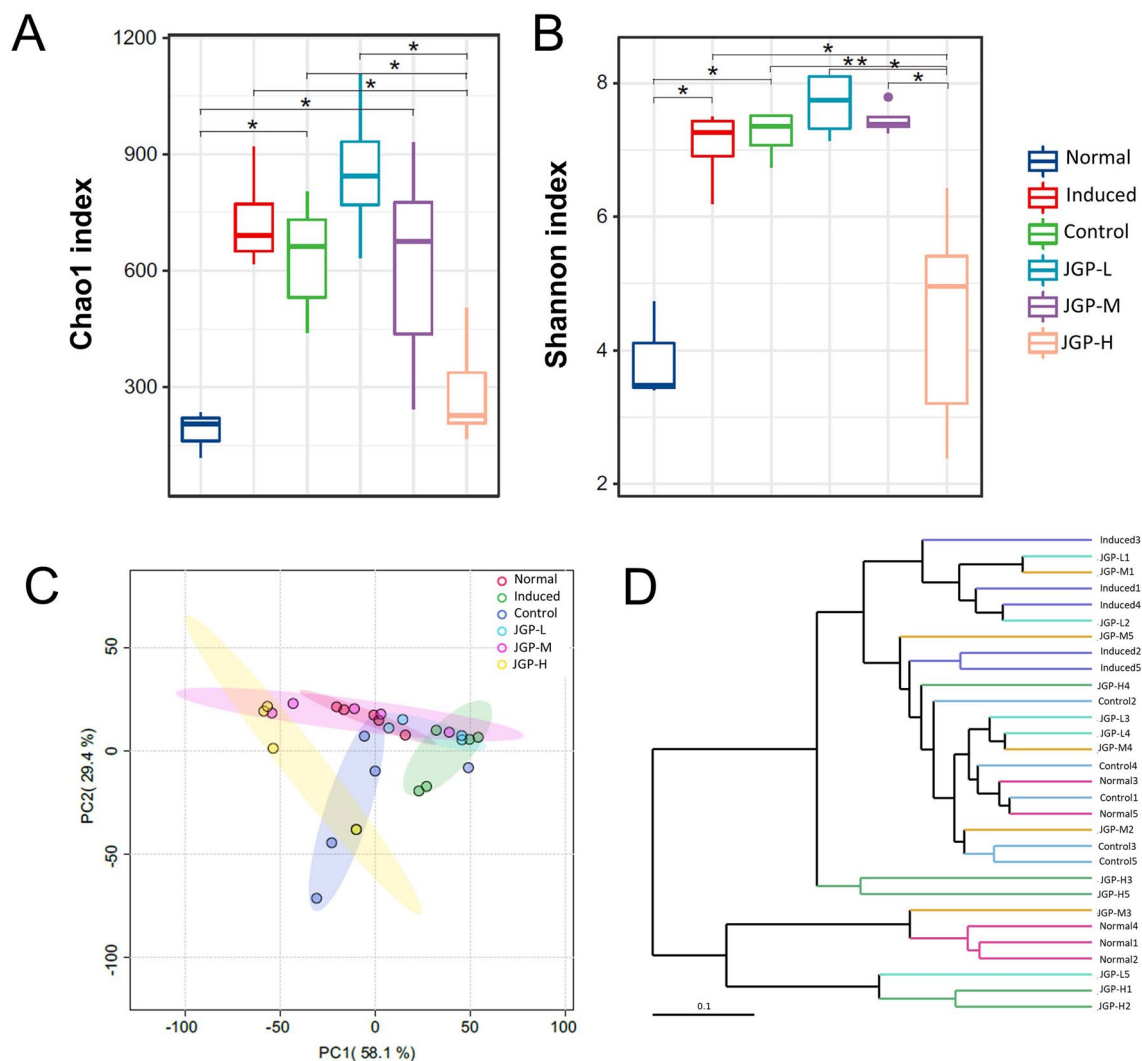 A
Chao1 index
1200
900
600
300
*
*
*
*
*
B
Shannon index
8
6
4
2
*
**
*
*
*
*
Normal
Induced
Control
JGP-L
JGP-M
JGP-H
C
PC2( 29.4 %)
50
0
-50
-100
-100
-50
0
50
100
PC1( 58.1 %)
Normal
Induced
Control
JGP-L
JGP-M
JGP-H
D
Induced3
JGP-L1
JGP-M1
Induced1
Induced4
JGP-L2
JGP-M5
Induced2
Induced5
JGP-H4
Control2
JGP-L3
JGP-L4
JGP-M4
Control4
Normal3
Control1
Normal5
JGP-M2
Control3
Control5
JGP-H3
JGP-H5
JGP-M3
Normal4
Normal1
Normal2
JGP-L5
JGP-H1
JGP-H2
0.1